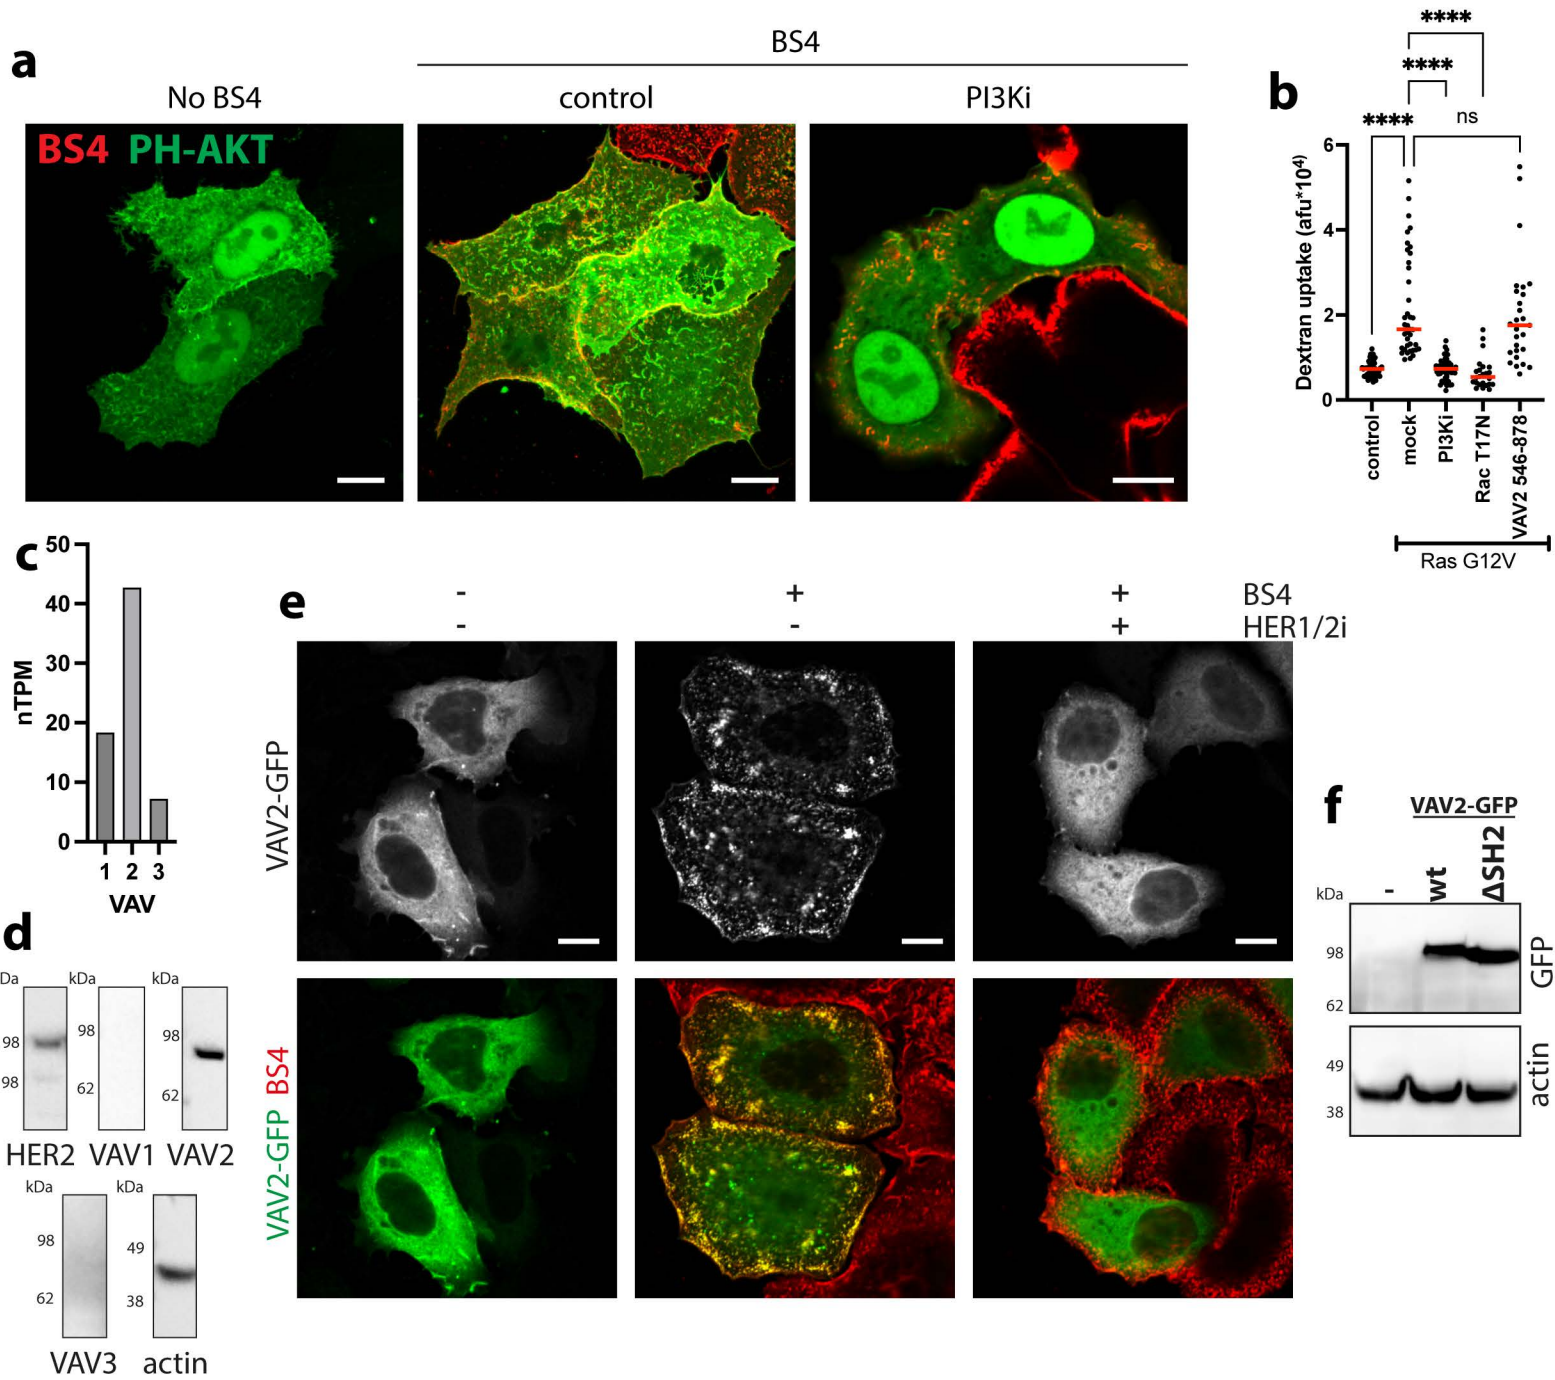 a
BS4
No BS4
control
PI3Ki
BS4 PH-AKT
b
****
****
**** ns
Dextran uptake (afu*10⁴)
6
4
2
0
control
mock
PI3Ki
Rac T17N
VAV2 546-878
Ras G12V
c
nTPM
50
40
30
20
10
0
1 2 3
VAV
d
Da kDa kDa
98
98
98
62
98
62
HER2 VAV1 VAV2
kDa kDa
98
62
49
38
VAV3 actin
e
- + + BS4
- - + HER1/2i
VAV2-GFP
VAV2-GFP BS4
f
VAV2-GFP
kDa - wt ΔSH2
98
62
GFP
49
38
actin